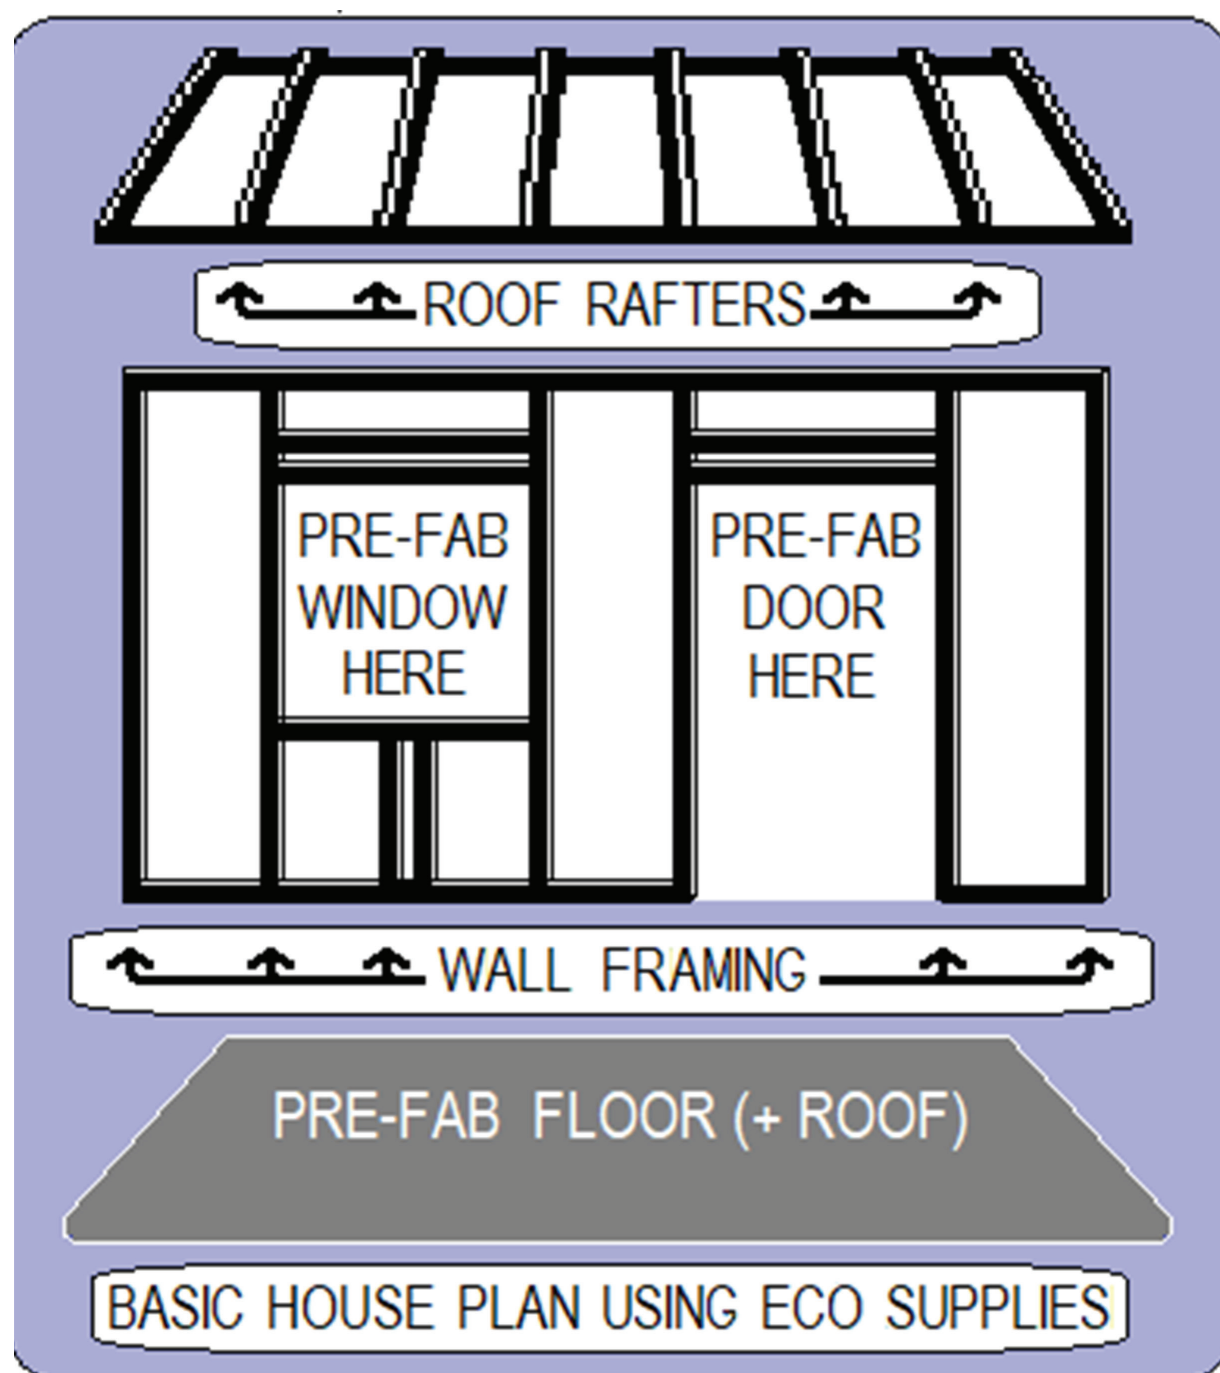 ROOF RAFTERS
PRE-FAB
WINDOW
HERE
PRE-FAB
DOOR
HERE
WALL FRAMING
PRE-FAB FLOOR (+ ROOF)
BASIC HOUSE PLAN USING ECO SUPPLIES